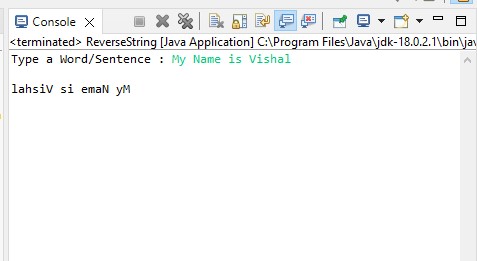 Console
<terminated> ReverseString [Java Application] C:\Program Files\Java\jdk-18.0.2.1\bin\jav
Type a Word/Sentence : My Name is Vishal
lahsiV si emaN yM